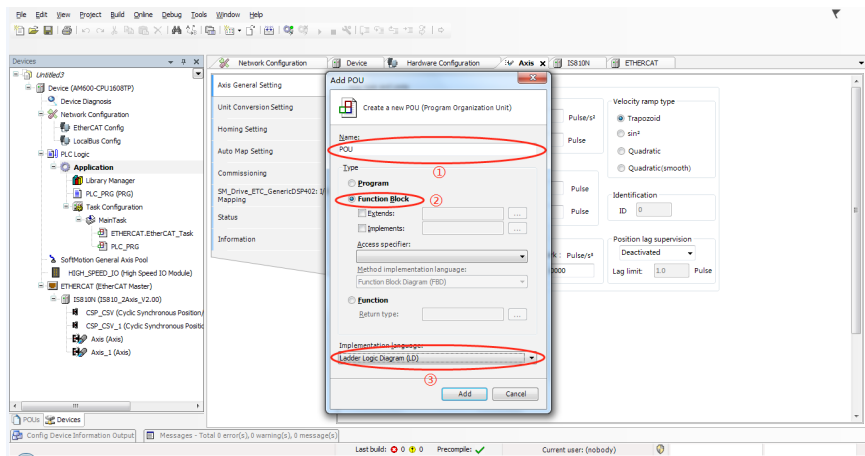 File Edit View Project Build Online Debug Tools Window Help
Devices
Untitled3
Device (AM600-CPU1608TP)
Device Diagnosis
Network Configuration
EtherCAT Config
LocalBus Config
PLC Logic
Application
Library Manager
PLC_PRG (PRG)
Task Configuration
MainTask
ETHERCAT.EtherCAT_Task
PLC_PRG
SoftMotion General Axis Pool
HIGH_SPEED_IO (High Speed IO Module)
ETHERCAT (EtherCAT Master)
IS810N (IS810_2Axis_V2.00)
CSP_CSV (Cyclic Synchronous Position/
CSP_CSV_1 (Cyclic Synchronous Positic
Axis (Axis)
Axis_1 (Axis)
POUs Devices
Network Configuration Device Hardware Configuration Axis x IS810N ETHERCAT
Axis General Setting
Unit Conversion Setting
Homing Setting
Auto Map Setting
Commissioning
SM_Drive_ETC_GenericDSP402: I/
Mapping
Status
Information
Add POU
Create a new POU (Program Organization Unit)
Name:
POU
①
Type
Program
Function Block ②
Extends: ...
Implements: ...
Access specifier:
Method implementation language:
Function Block Diagram (FBD)
Function
Return type: ...
Implementation language:
Ladder Logic Diagram (LD)
③
Add Cancel
Pulse/s²
Pulse
Pulse
Pulse
k : Pulse/s³
0000
Velocity ramp type
Trapozoid
sin²
Quadratic
Quadratic(smooth)
Identification
ID 0
Position lag supervision
Deactivated
Lag limit: 1.0 Pulse
Config Device Information Output Messages - Total 0 error(s), 0 warning(s), 0 message(s)
Last build: 0 0 Precompile: Current user: (nobody)